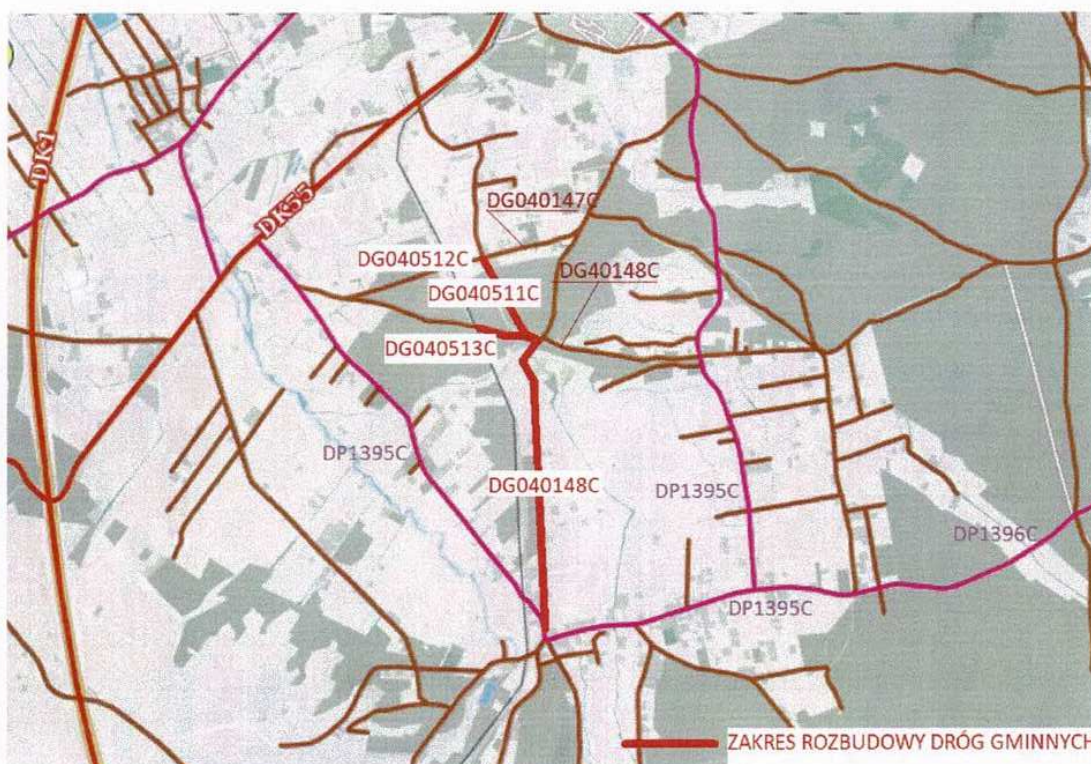 DK1
DK55
DG040147C
DG040512C
DG40148C
DG040511C
DG040513C
DP1395C
DG040148C
DP1395C
DP1396C
DP1395C
ZAKRES ROZBUDOWY DRÓG GMINNYCH